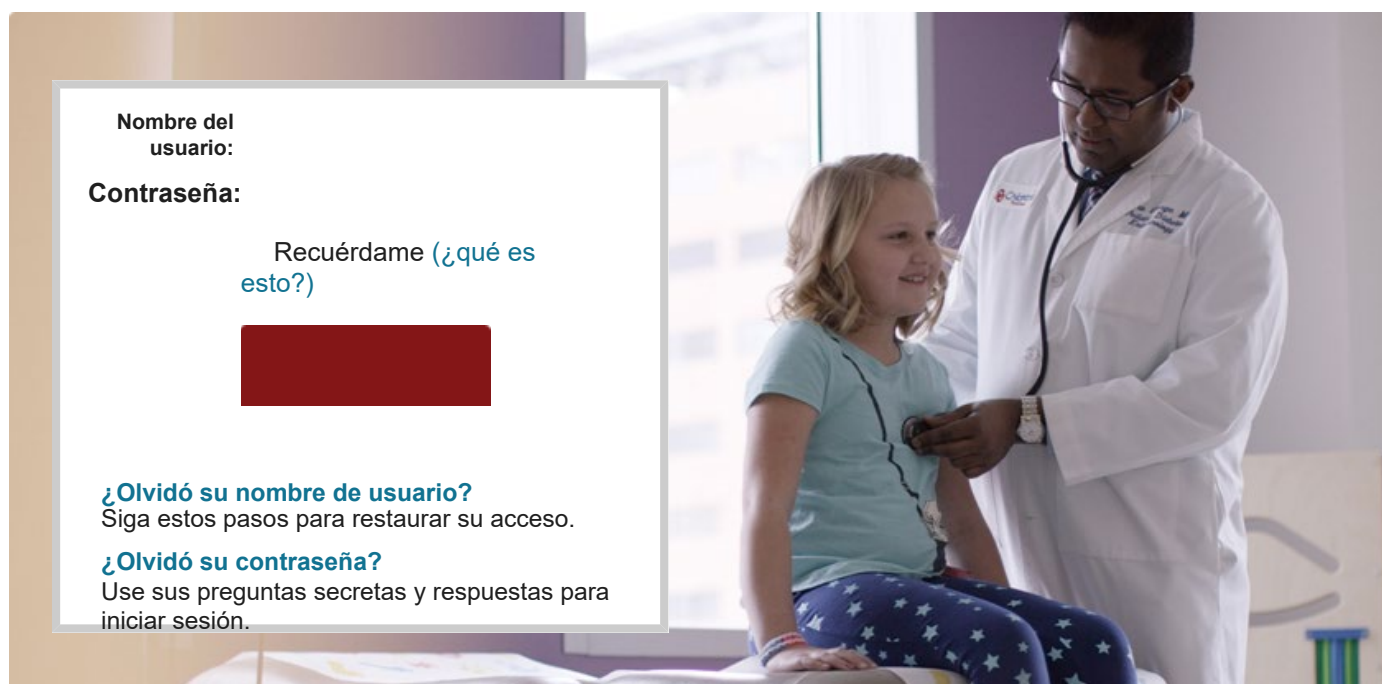 Nombre del
usuario:
Contraseña:
Recuérdame (¿qué es
esto?)
¿Olvidó su nombre de usuario?
Siga estos pasos para restaurar su acceso.
¿Olvidó su contraseña?
Use sus preguntas secretas y respuestas para
iniciar sesión.